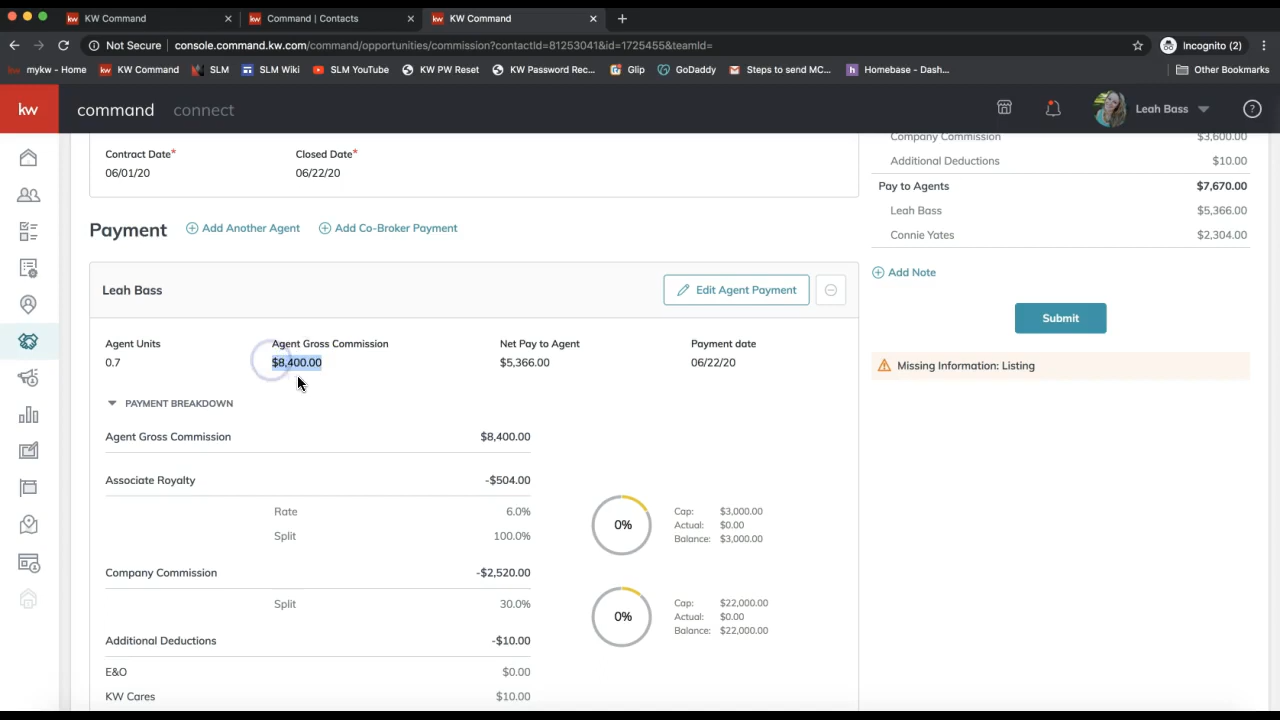 KW Command
Command | Contacts
KW Command
Not Secure
console.command.kw.com/command/opportunities/commission?contactId=81253041&id=1725455&teamId=
Incognito (2)
mykw - Home
KW Command
SLM
SLM Wiki
SLM YouTube
KW PW Reset
KW Password Rec...
Glip
GoDaddy
Steps to send MC...
Homebase - Dash...
Other Bookmarks
kw
command
connect
Leah Bass
Contract Date*
Closed Date*
06/01/20
06/22/20
Payment
Add Another Agent
Add Co-Broker Payment
Leah Bass
Edit Agent Payment
Agent Units
Agent Gross Commission
Net Pay to Agent
Payment date
0.7
$8,400.00
$5,366.00
06/22/20
PAYMENT BREAKDOWN
Agent Gross Commission
$8,400.00
Associate Royalty
-$504.00
Rate
6.0%
Split
100.0%
0%
Cap: $3,000.00
Actual: $0.00
Balance: $3,000.00
Company Commission
-$2,520.00
Split
30.0%
0%
Cap: $22,000.00
Actual: $0.00
Balance: $22,000.00
Additional Deductions
-$10.00
E&O
$0.00
KW Cares
$10.00
Company Commission
$3,600.00
Additional Deductions
$10.00
Pay to Agents
$7,670.00
Leah Bass
$5,366.00
Connie Yates
$2,304.00
Add Note
Submit
Missing Information: Listing